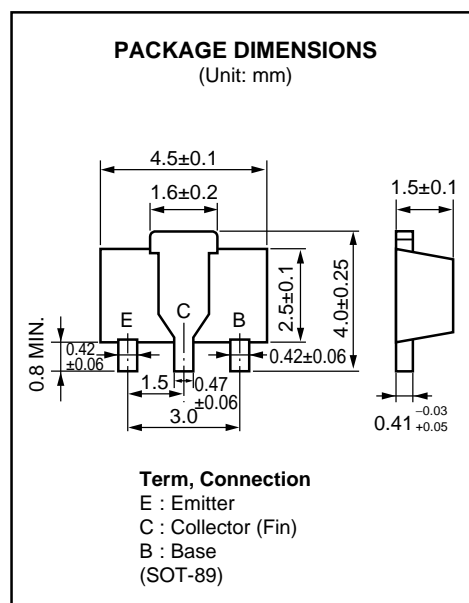 PACKAGE DIMENSIONS
(Unit: mm)
4.5±0.1
1.6±0.2
1.5±0.1
E
C
B
2.5±0.1
4.0±0.25
0.8 MIN.
0.42
±0.06
0.42±0.06
1.5
0.47
±0.06
3.0
0.41 −0.03
+0.05
Term, Connection
E : Emitter
C : Collector (Fin)
B : Base
(SOT-89)